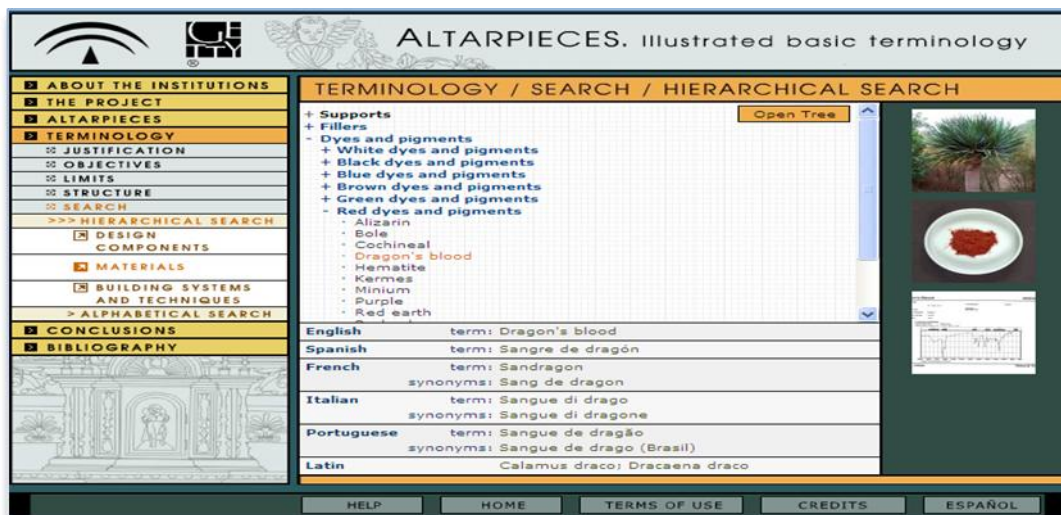 GETTY
®
ALTARPIECES. Illustrated basic terminology
ABOUT THE INSTITUTIONS
THE PROJECT
ALTARPIECES
TERMINOLOGY
JUSTIFICATION
OBJECTIVES
LIMITS
STRUCTURE
SEARCH
>>> HIERARCHICAL SEARCH
DESIGN
COMPONENTS
MATERIALS
BUILDING SYSTEMS
AND TECHNIQUES
> ALPHABETICAL SEARCH
CONCLUSIONS
BIBLIOGRAPHY
TERMINOLOGY / SEARCH / HIERARCHICAL SEARCH
Open Tree
+ Supports
+ Fillers
- Dyes and pigments
+ White dyes and pigments
+ Black dyes and pigments
+ Blue dyes and pigments
+ Brown dyes and pigments
+ Green dyes and pigments
- Red dyes and pigments
· Alizarin
· Bole
· Cochineal
· Dragon's blood
· Hematite
· Kermes
· Minium
· Purple
· Red earth
English term: Dragon's blood
Spanish term: Sangre de dragón
French term: Sandragon
synonyms: Sang de dragon
Italian term: Sangue di drago
synonyms: Sangue di dragone
Portuguese term: Sangue de dragão
synonyms: Sangue de drago (Brasil)
Latin Calamus draco; Dracaena draco
HELP
HOME
TERMS OF USE
CREDITS
ESPAÑOL